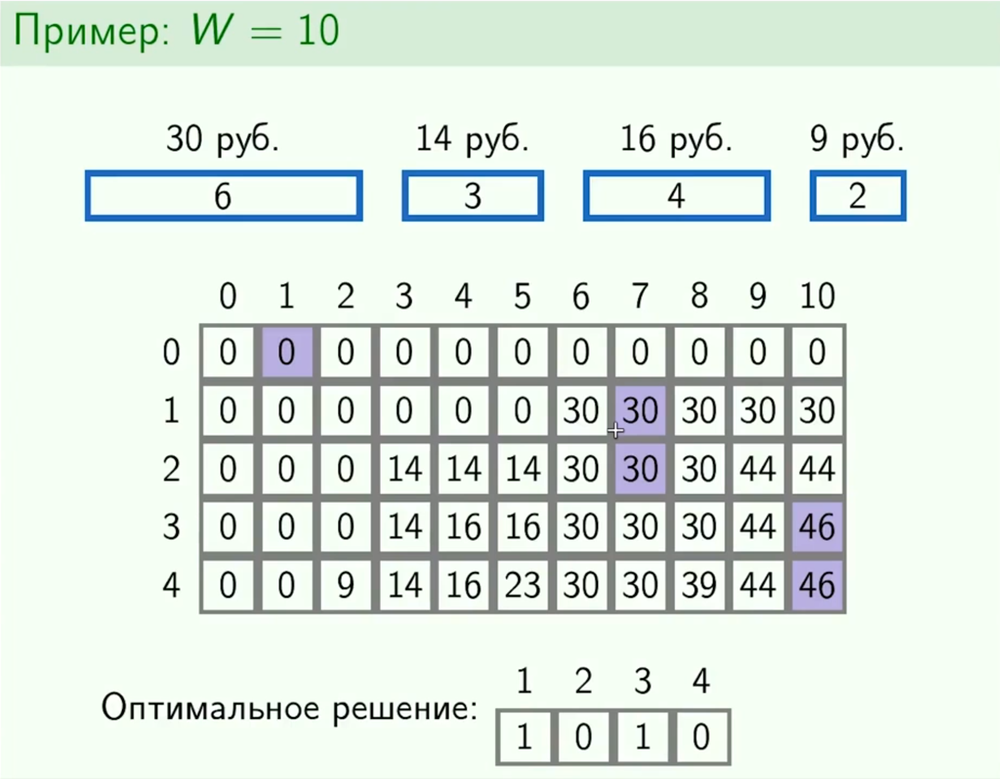 Пример: W = 10
30 руб. 14 руб. 16 руб. 9 руб.
6 3 4 2
0 1 2 3 4 5 6 7 8 9 10
0 0 0 0 0 0 0 0 0 0 0 0
1 0 0 0 0 0 0 30 30 30 30 30
2 0 0 0 14 14 14 30 30 30 44 44
3 0 0 0 14 16 16 30 30 30 44 46
4 0 0 9 14 16 23 30 30 39 44 46
1 2 3 4
Оптимальное решение: 1 0 1 0